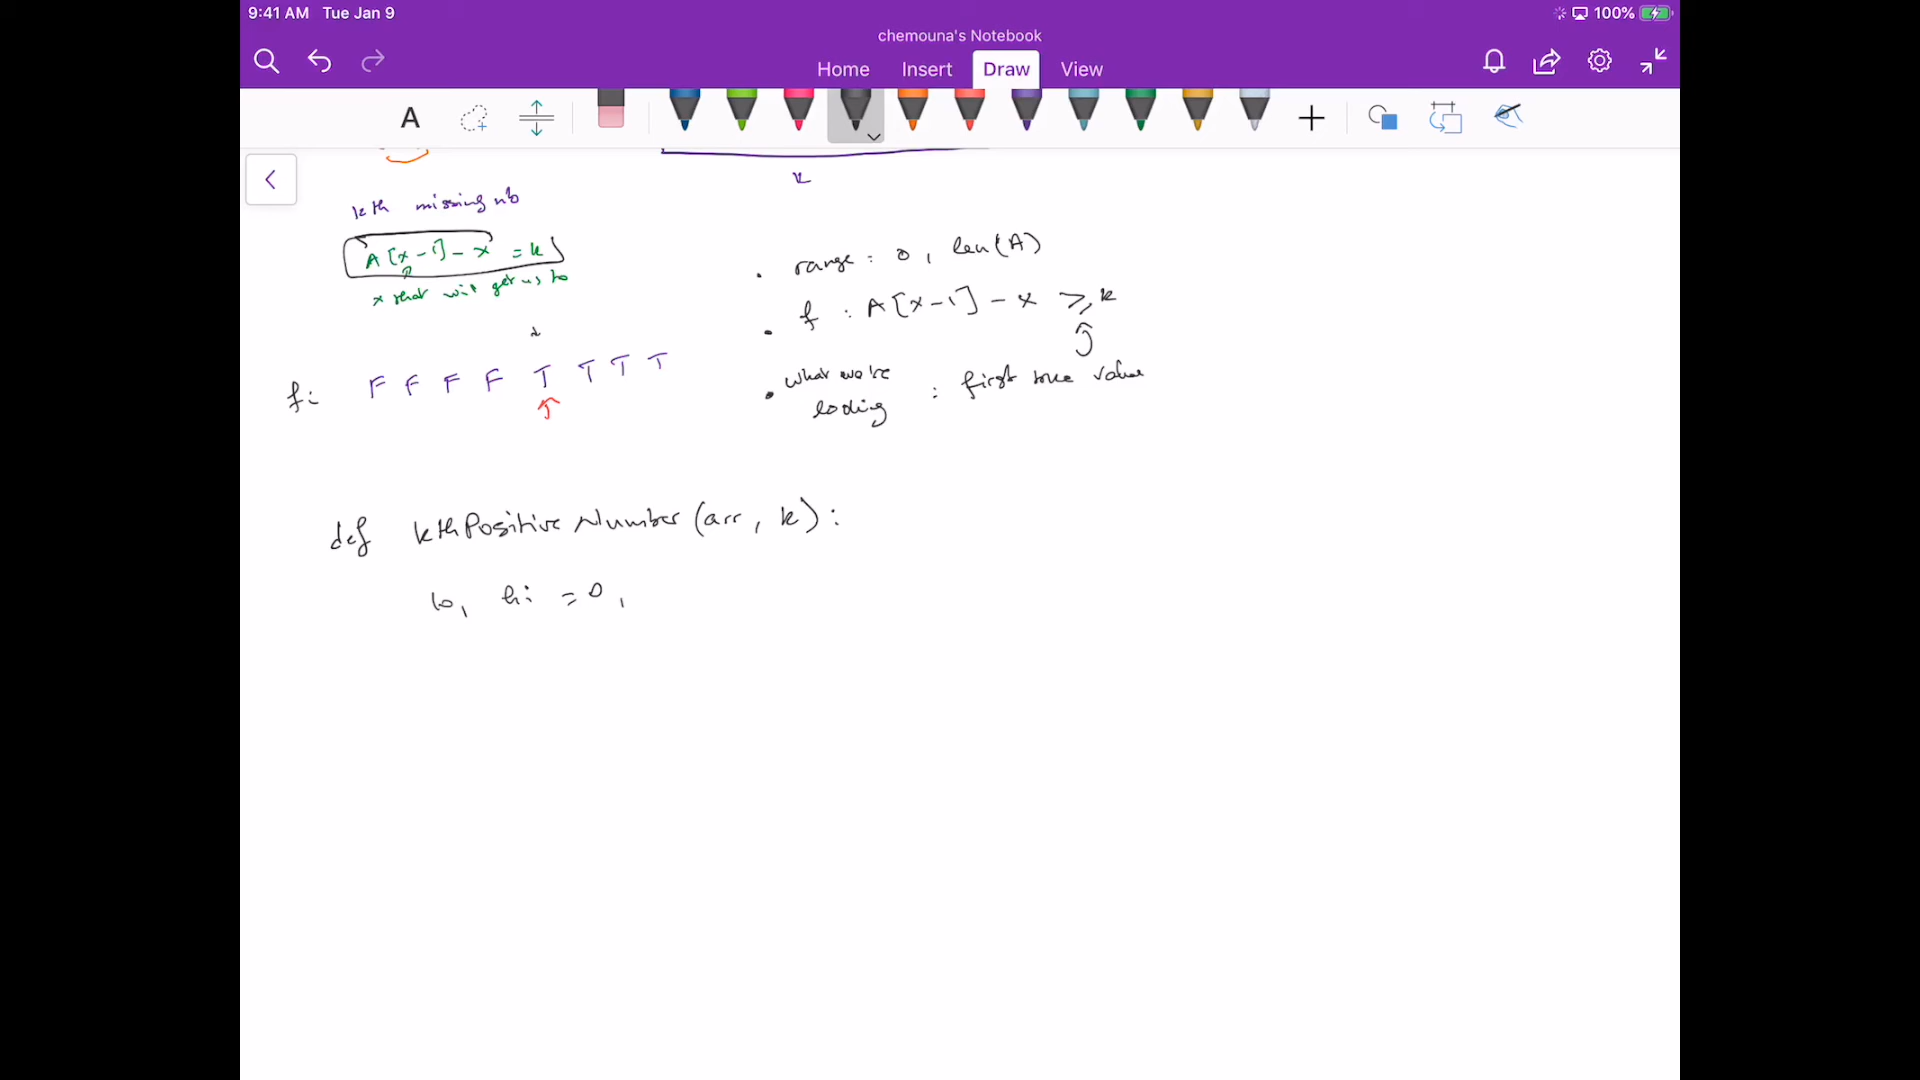 9:41 AM Tue Jan 9
100%
chemouna's Notebook
Home Insert Draw View
A
k
kth missing nb
A[x-1] - x = k
x that will get us to
x
f: F F F F T T T T
. range : 0, len(A)
. f : A[x-1] - x >= k
. what we're looking : first true value
def kthPositiveNumber(arr, k):
lo, hi = 0,